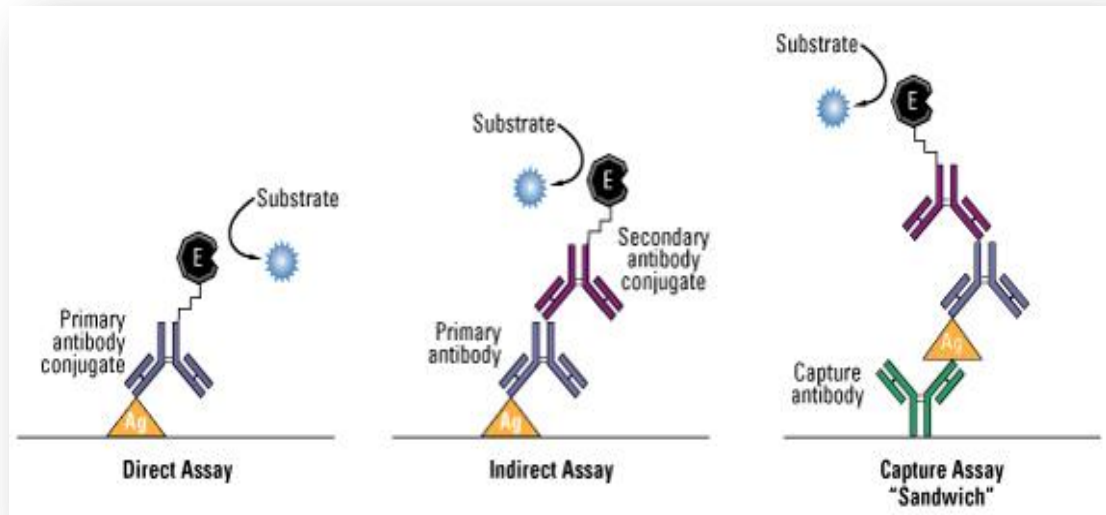 Substrate
E
Primary
antibody
conjugate
Ag
Direct Assay
Substrate
E
Secondary
antibody
conjugate
Primary
antibody
Ag
Indirect Assay
Substrate
E
Ag
Capture
antibody
Capture Assay
"Sandwich"